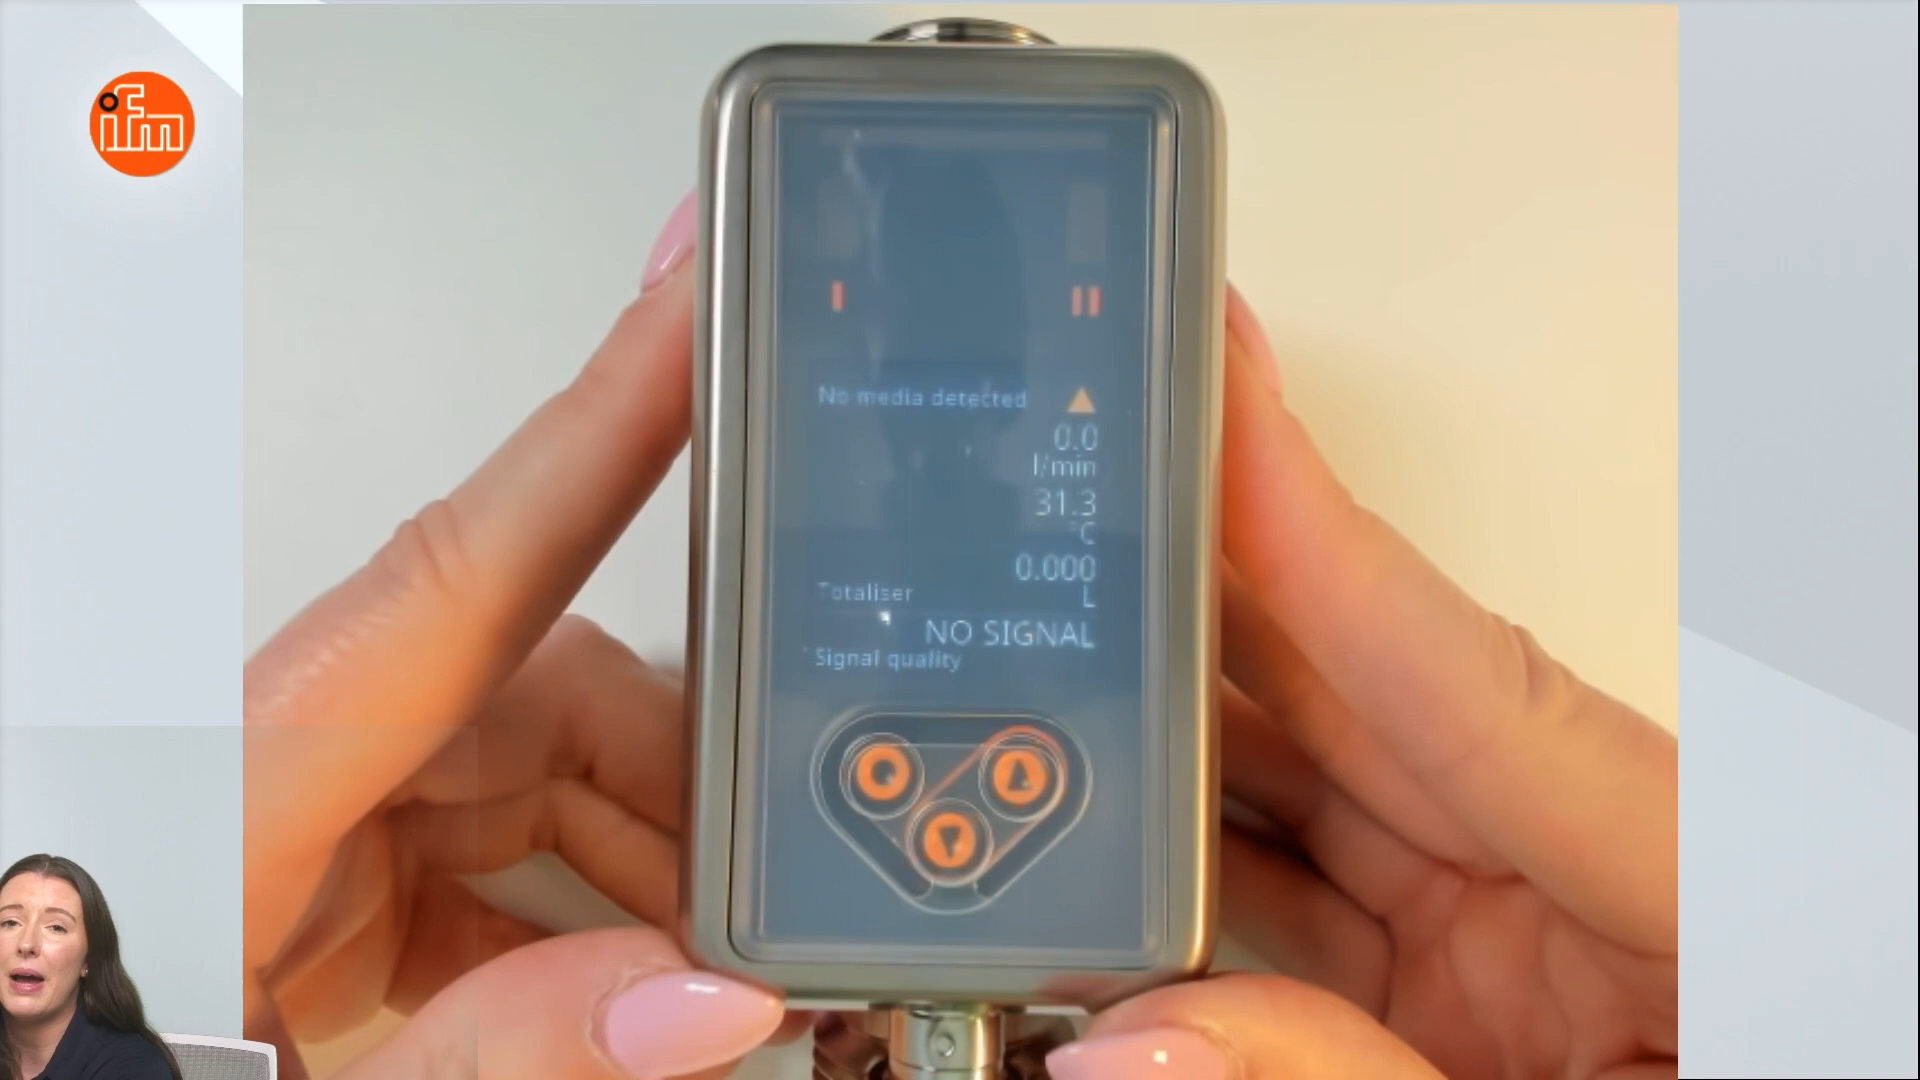 ifm
I
II
No media detected
0.0
l/min
31.3
°C
0.000
Totaliser L
NO SIGNAL
Signal quality